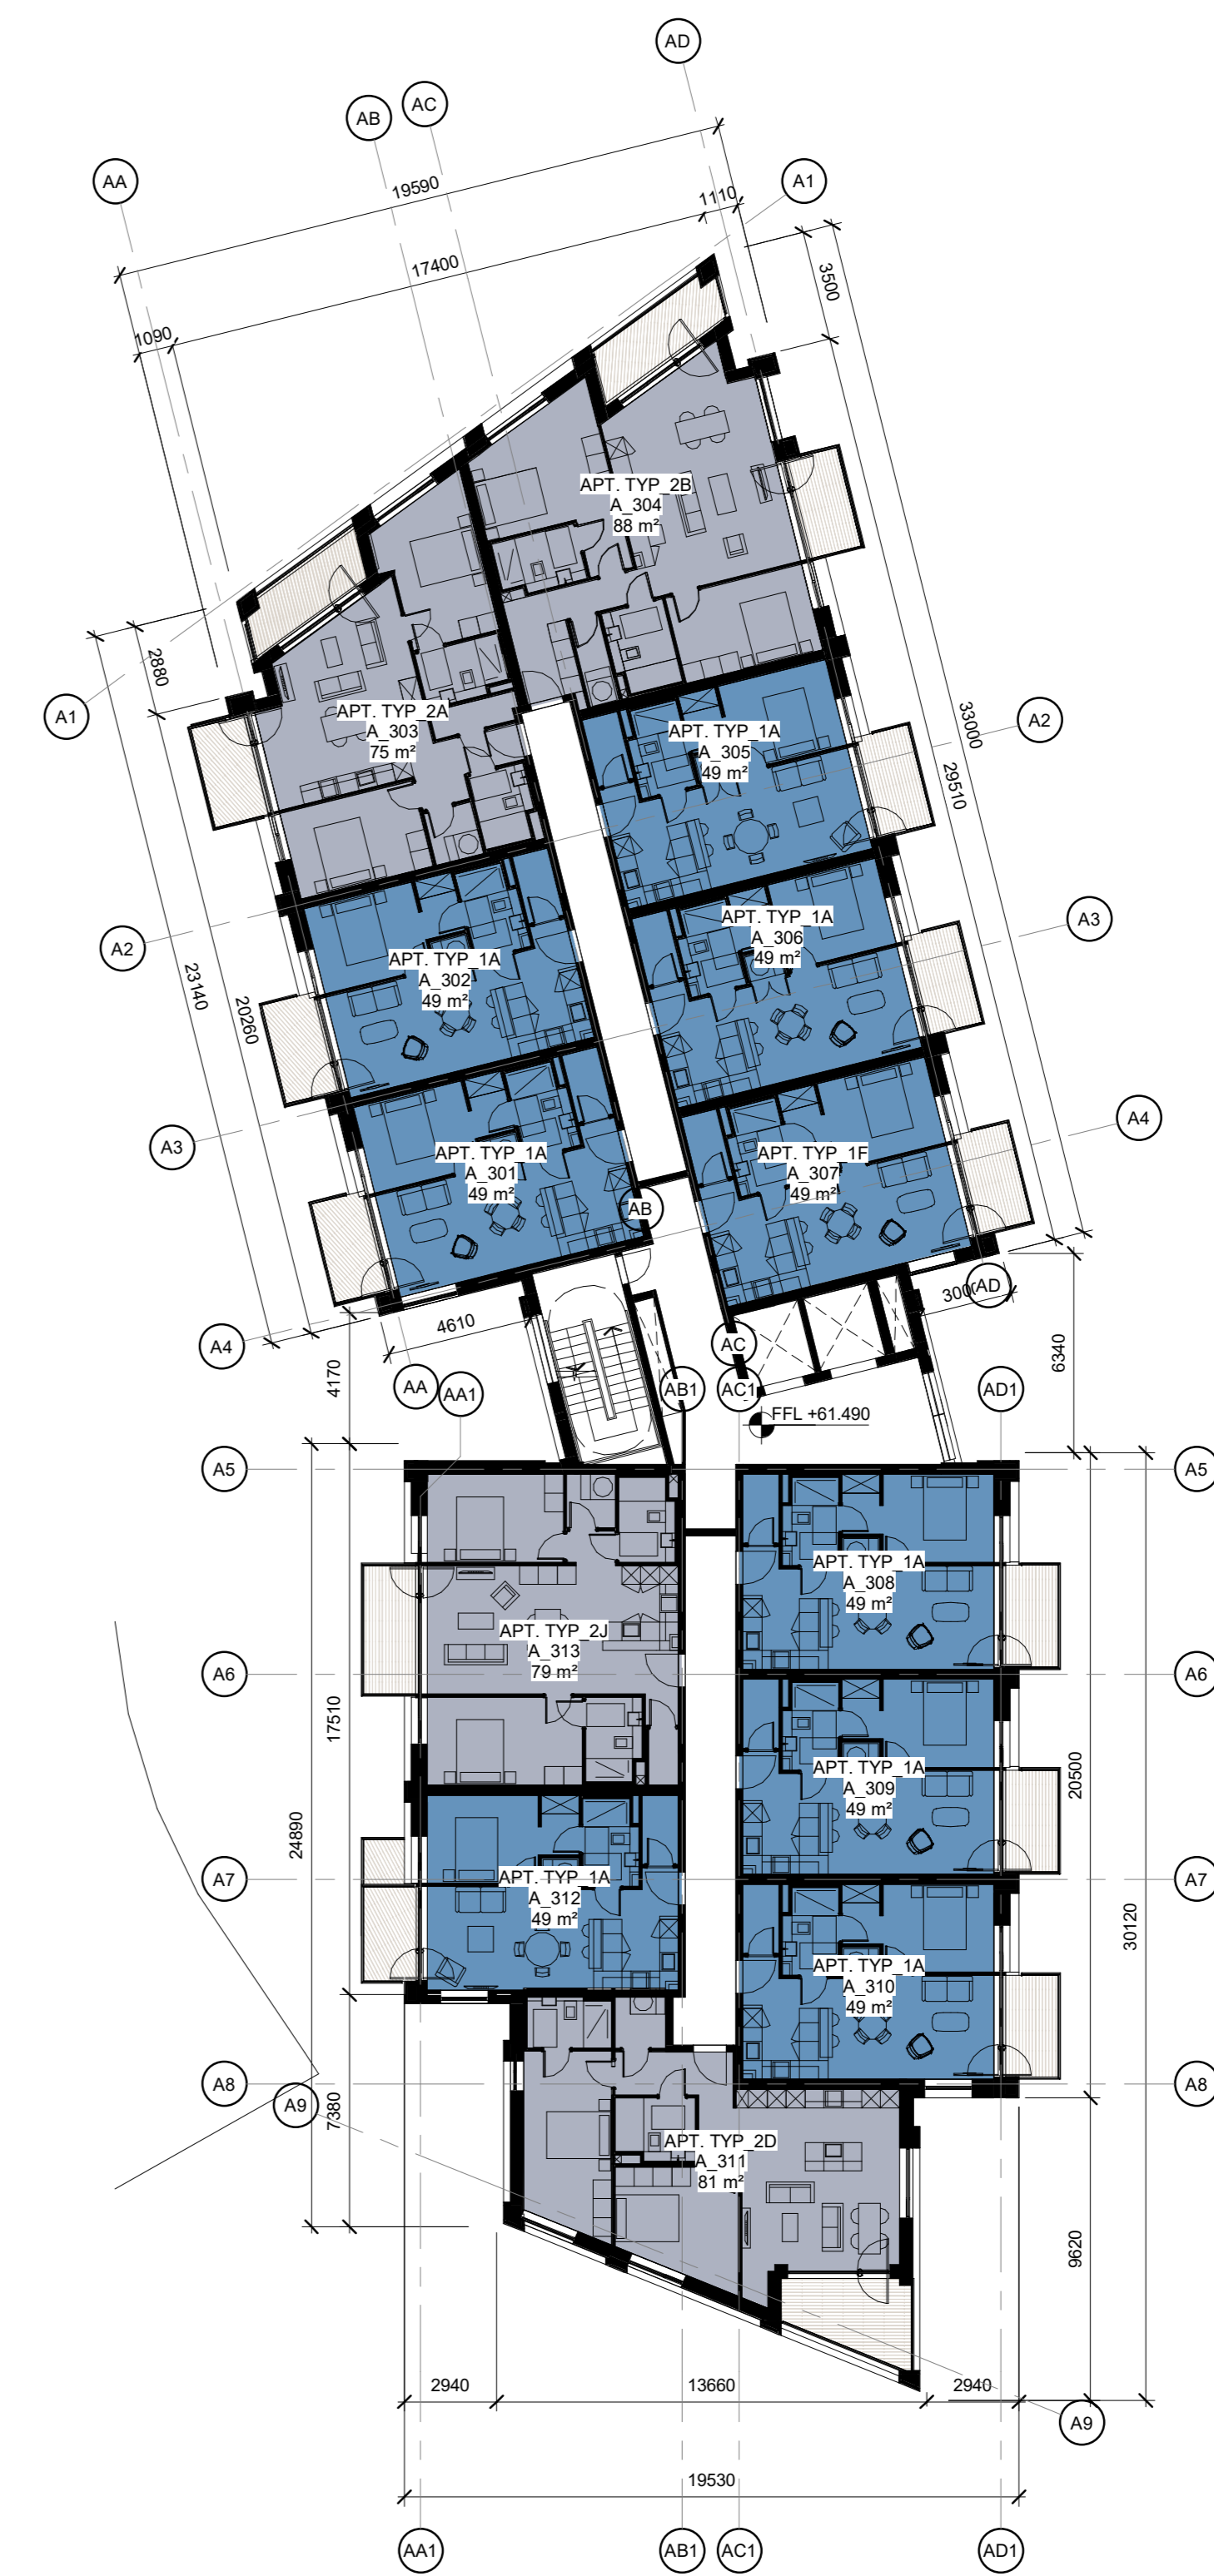 AD
AB
AC
AA
A1
19590
1110
17400
1090
3500
APT. TYP_2B
A_304
88 m²
2880
A1
APT. TYP_2A
A_303
75 m²
APT. TYP_1A
A_305
49 m²
33000
A2
29510
A2
APT. TYP_1A
A_306
49 m²
A3
APT. TYP_1A
A_302
49 m²
23140
20260
A3
APT. TYP_1A
A_301
49 m²
APT. TYP_1F
A_307
49 m²
A4
AB
AD
3000
4610
A4
AC
6340
4170
AA
AA1
AB1
AC1
AD1
FFL +61.490
A5
A5
APT. TYP_1A
A_308
49 m²
APT. TYP_2J
A_313
79 m²
A6
A6
17510
APT. TYP_1A
A_309
49 m²
20500
24890
A7
APT. TYP_1A
A_312
49 m²
A7
30120
APT. TYP_1A
A_310
49 m²
A8
A8
A9
7380
APT. TYP_2D
A_311
81 m²
9620
2940
13660
2940
A9
19530
AA1
AB1
AC1
AD1